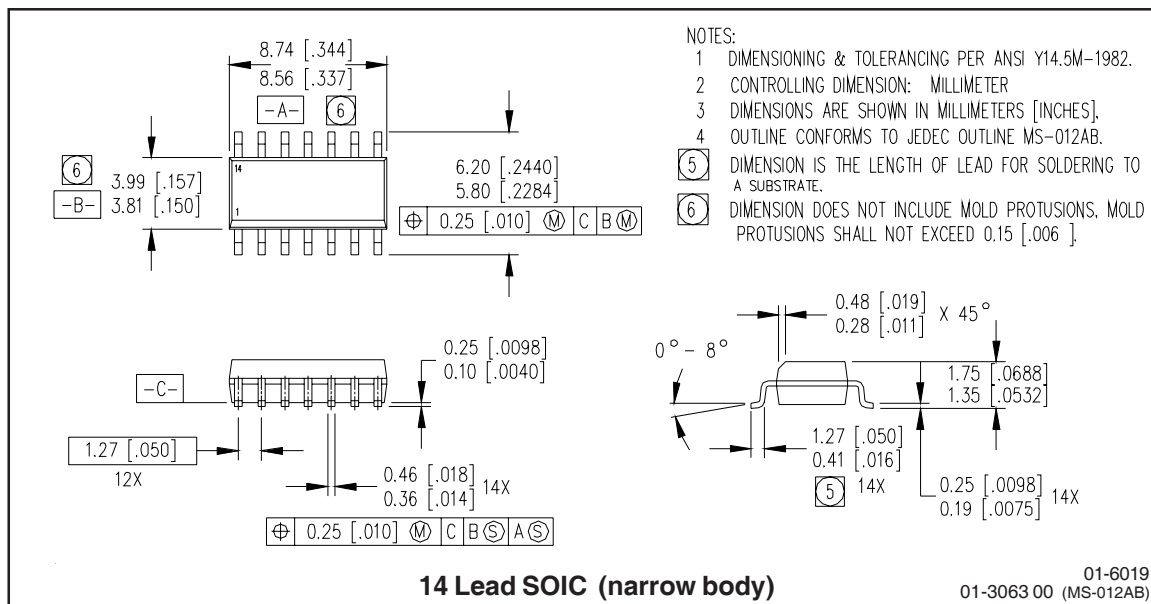 8.74 [.344]
8.56 [.337]
-A- 6
14
1
6
3.99 [.157]
3.81 [.150]
-B-
6.20 [.2440]
5.80 [.2284]
⌖ 0.25 [.010] Ⓜ C B Ⓜ
NOTES:
1 DIMENSIONING & TOLERANCING PER ANSI Y14.5M-1982.
2 CONTROLLING DIMENSION: MILLIMETER
3 DIMENSIONS ARE SHOWN IN MILLIMETERS [INCHES].
4 OUTLINE CONFORMS TO JEDEC OUTLINE MS-012AB.
5 DIMENSION IS THE LENGTH OF LEAD FOR SOLDERING TO
A SUBSTRATE.
6 DIMENSION DOES NOT INCLUDE MOLD PROTUSIONS, MOLD
PROTUSIONS SHALL NOT EXCEED 0.15 [.006 ].
-C-
0.25 [.0098]
0.10 [.0040]
1.27 [.050]
12X
0.46 [.018]
0.36 [.014] 14X
⌖ 0.25 [.010] Ⓜ C B Ⓢ A Ⓢ
0.48 [.019]
0.28 [.011] X 45°
0° - 8°
1.75 [.0688]
1.35 [.0532]
1.27 [.050]
0.41 [.016]
5 14X
0.25 [.0098]
0.19 [.0075] 14X
14 Lead SOIC (narrow body)
01-6019
01-3063 00 (MS-012AB)